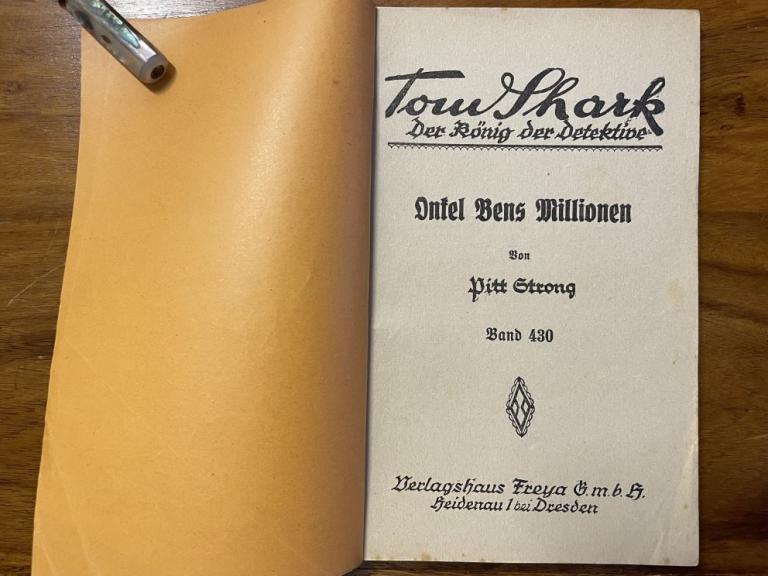 Tom Shark
Der König der Detektive
Onkel Bens Millionen
Von
Pitt Strong
Band 430
Verlagshaus Freya G.m.b.H.
Heidenau 1 bei Dresden